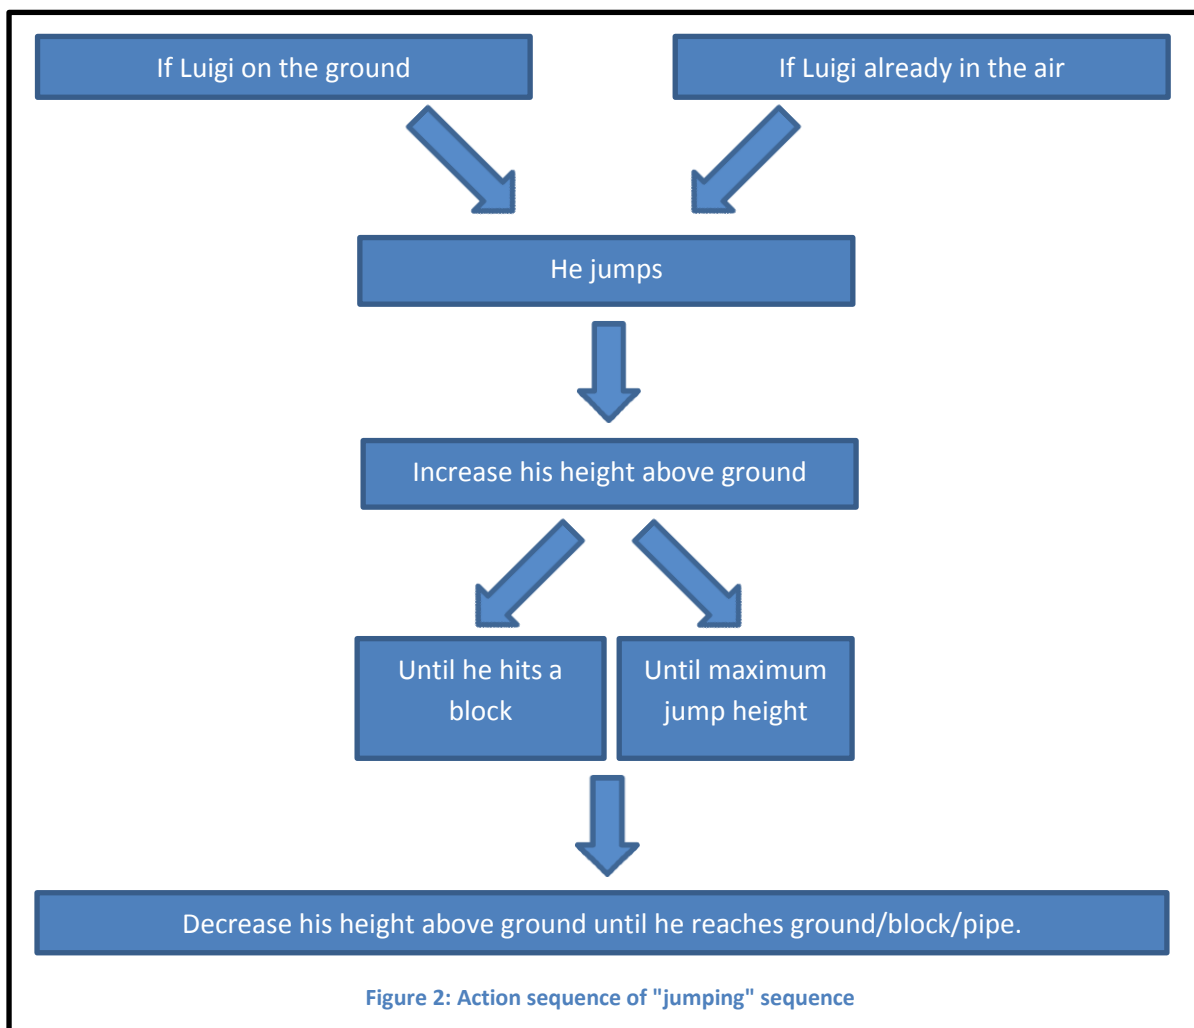 If Luigi on the ground
If Luigi already in the air
He jumps
Increase his height above ground
Until he hits a
block
Until maximum
jump height
Decrease his height above ground until he reaches ground/block/pipe.
Figure 2: Action sequence of "jumping" sequence